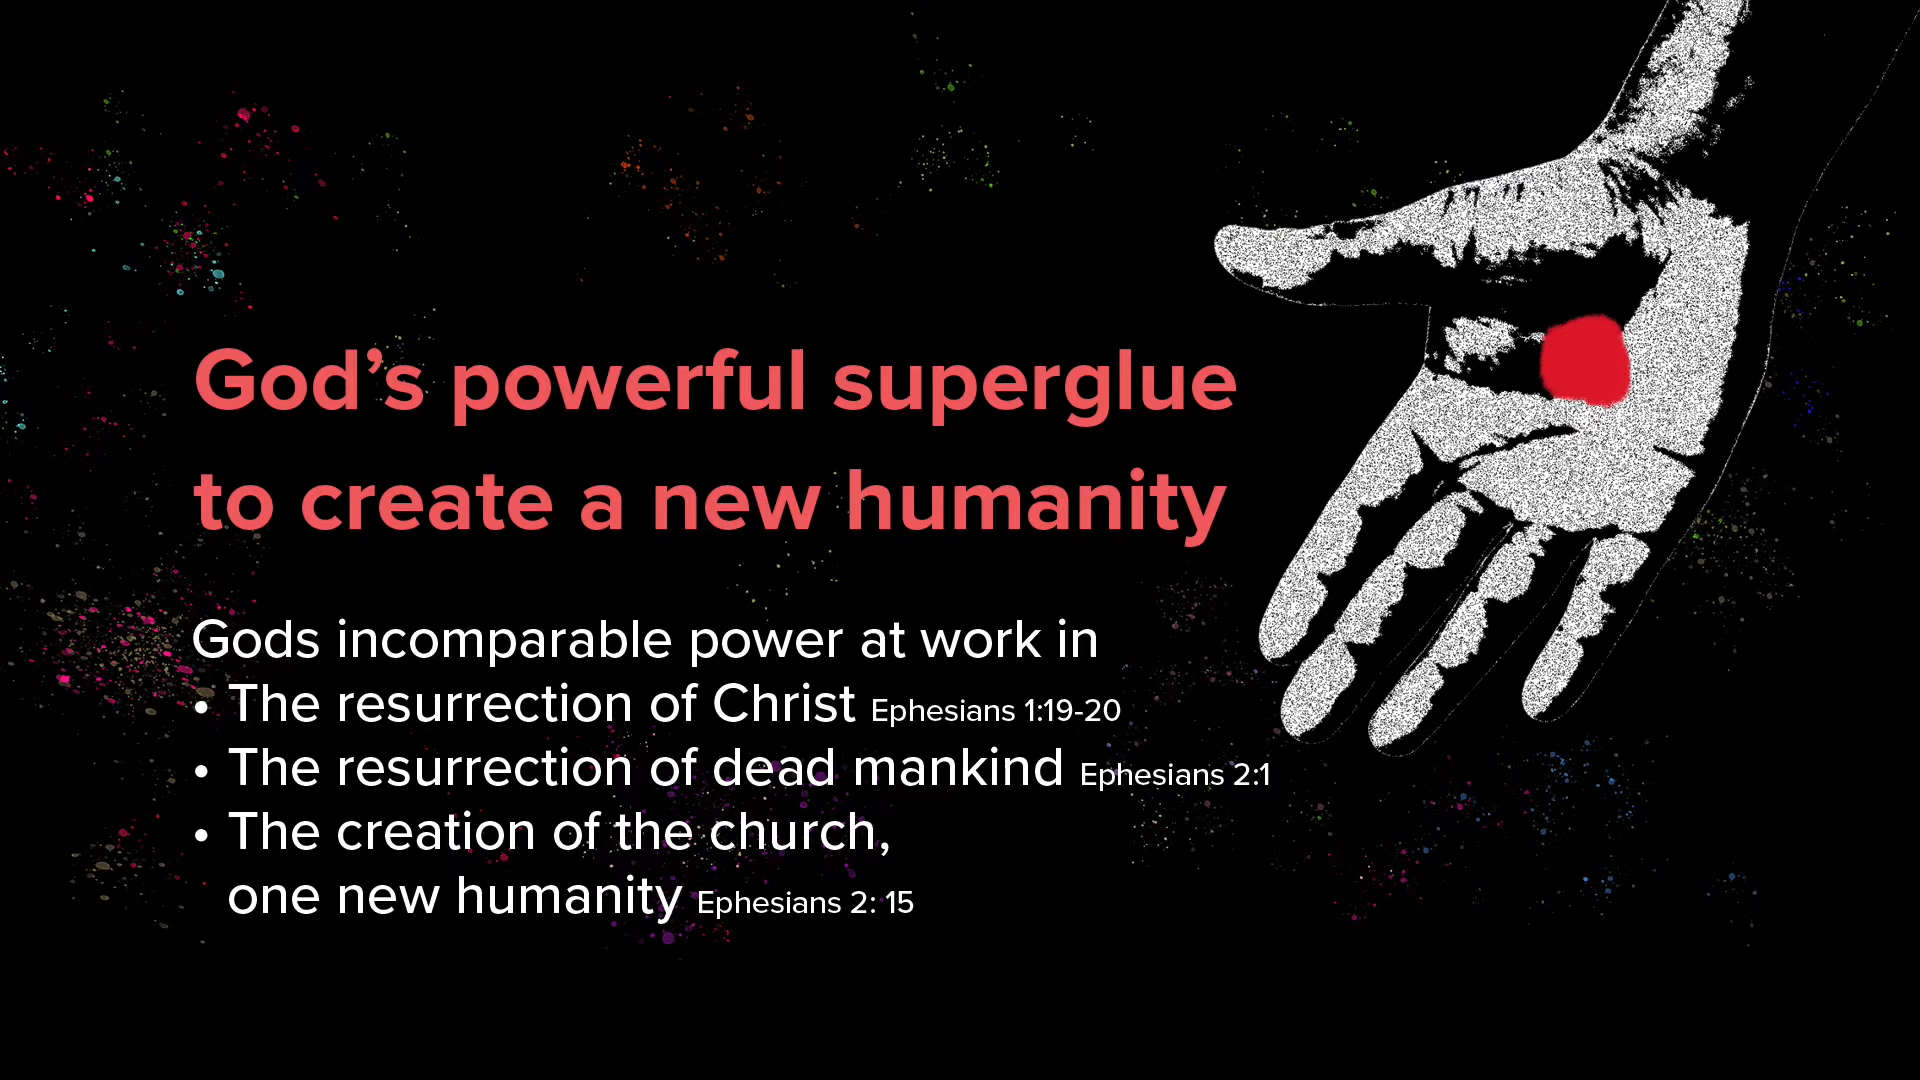 God’s powerful superglue
to create a new humanity
Gods incomparable power at work in
• The resurrection of Christ Ephesians 1:19-20
• The resurrection of dead mankind Ephesians 2:1
• The creation of the church,
one new humanity Ephesians 2: 15